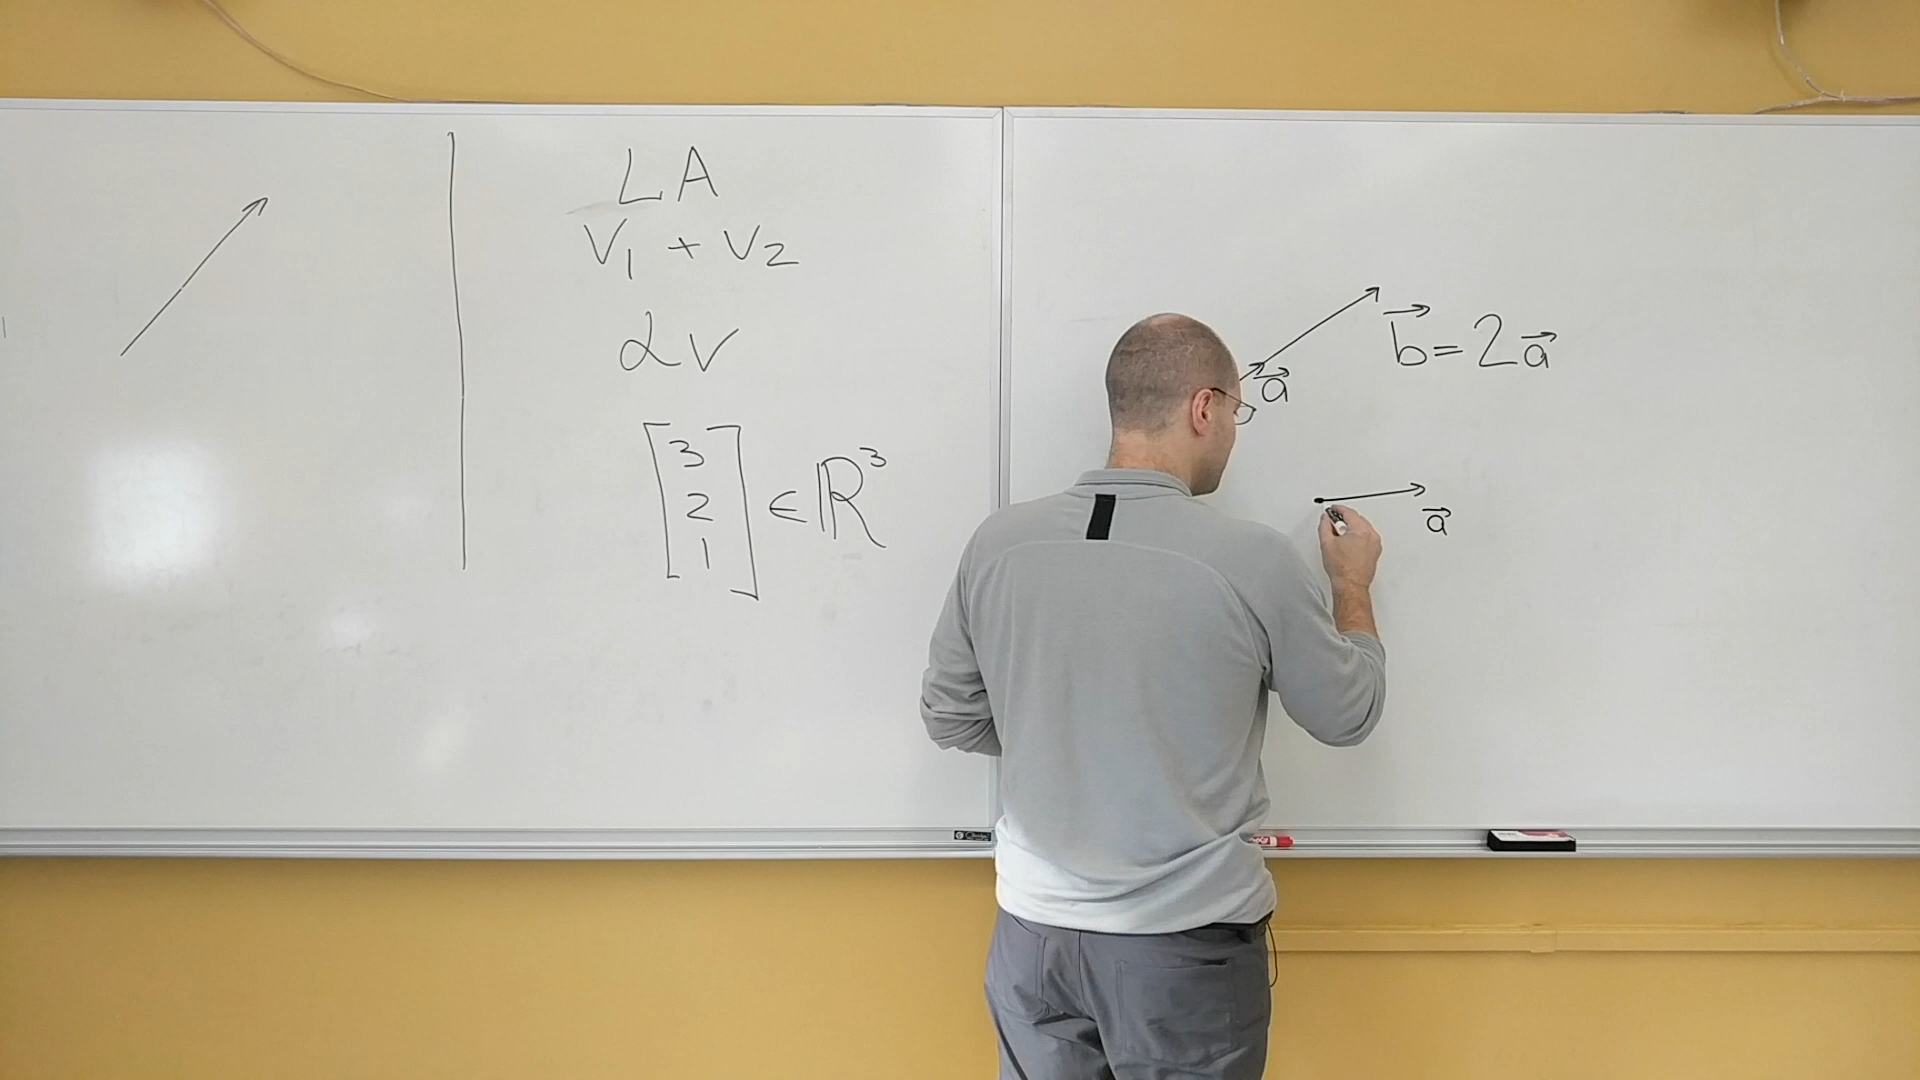 LA
V₁ + V₂
αV
[3
2
1] ∈ ℝ³
b⃗ = 2a⃗
a⃗
a⃗